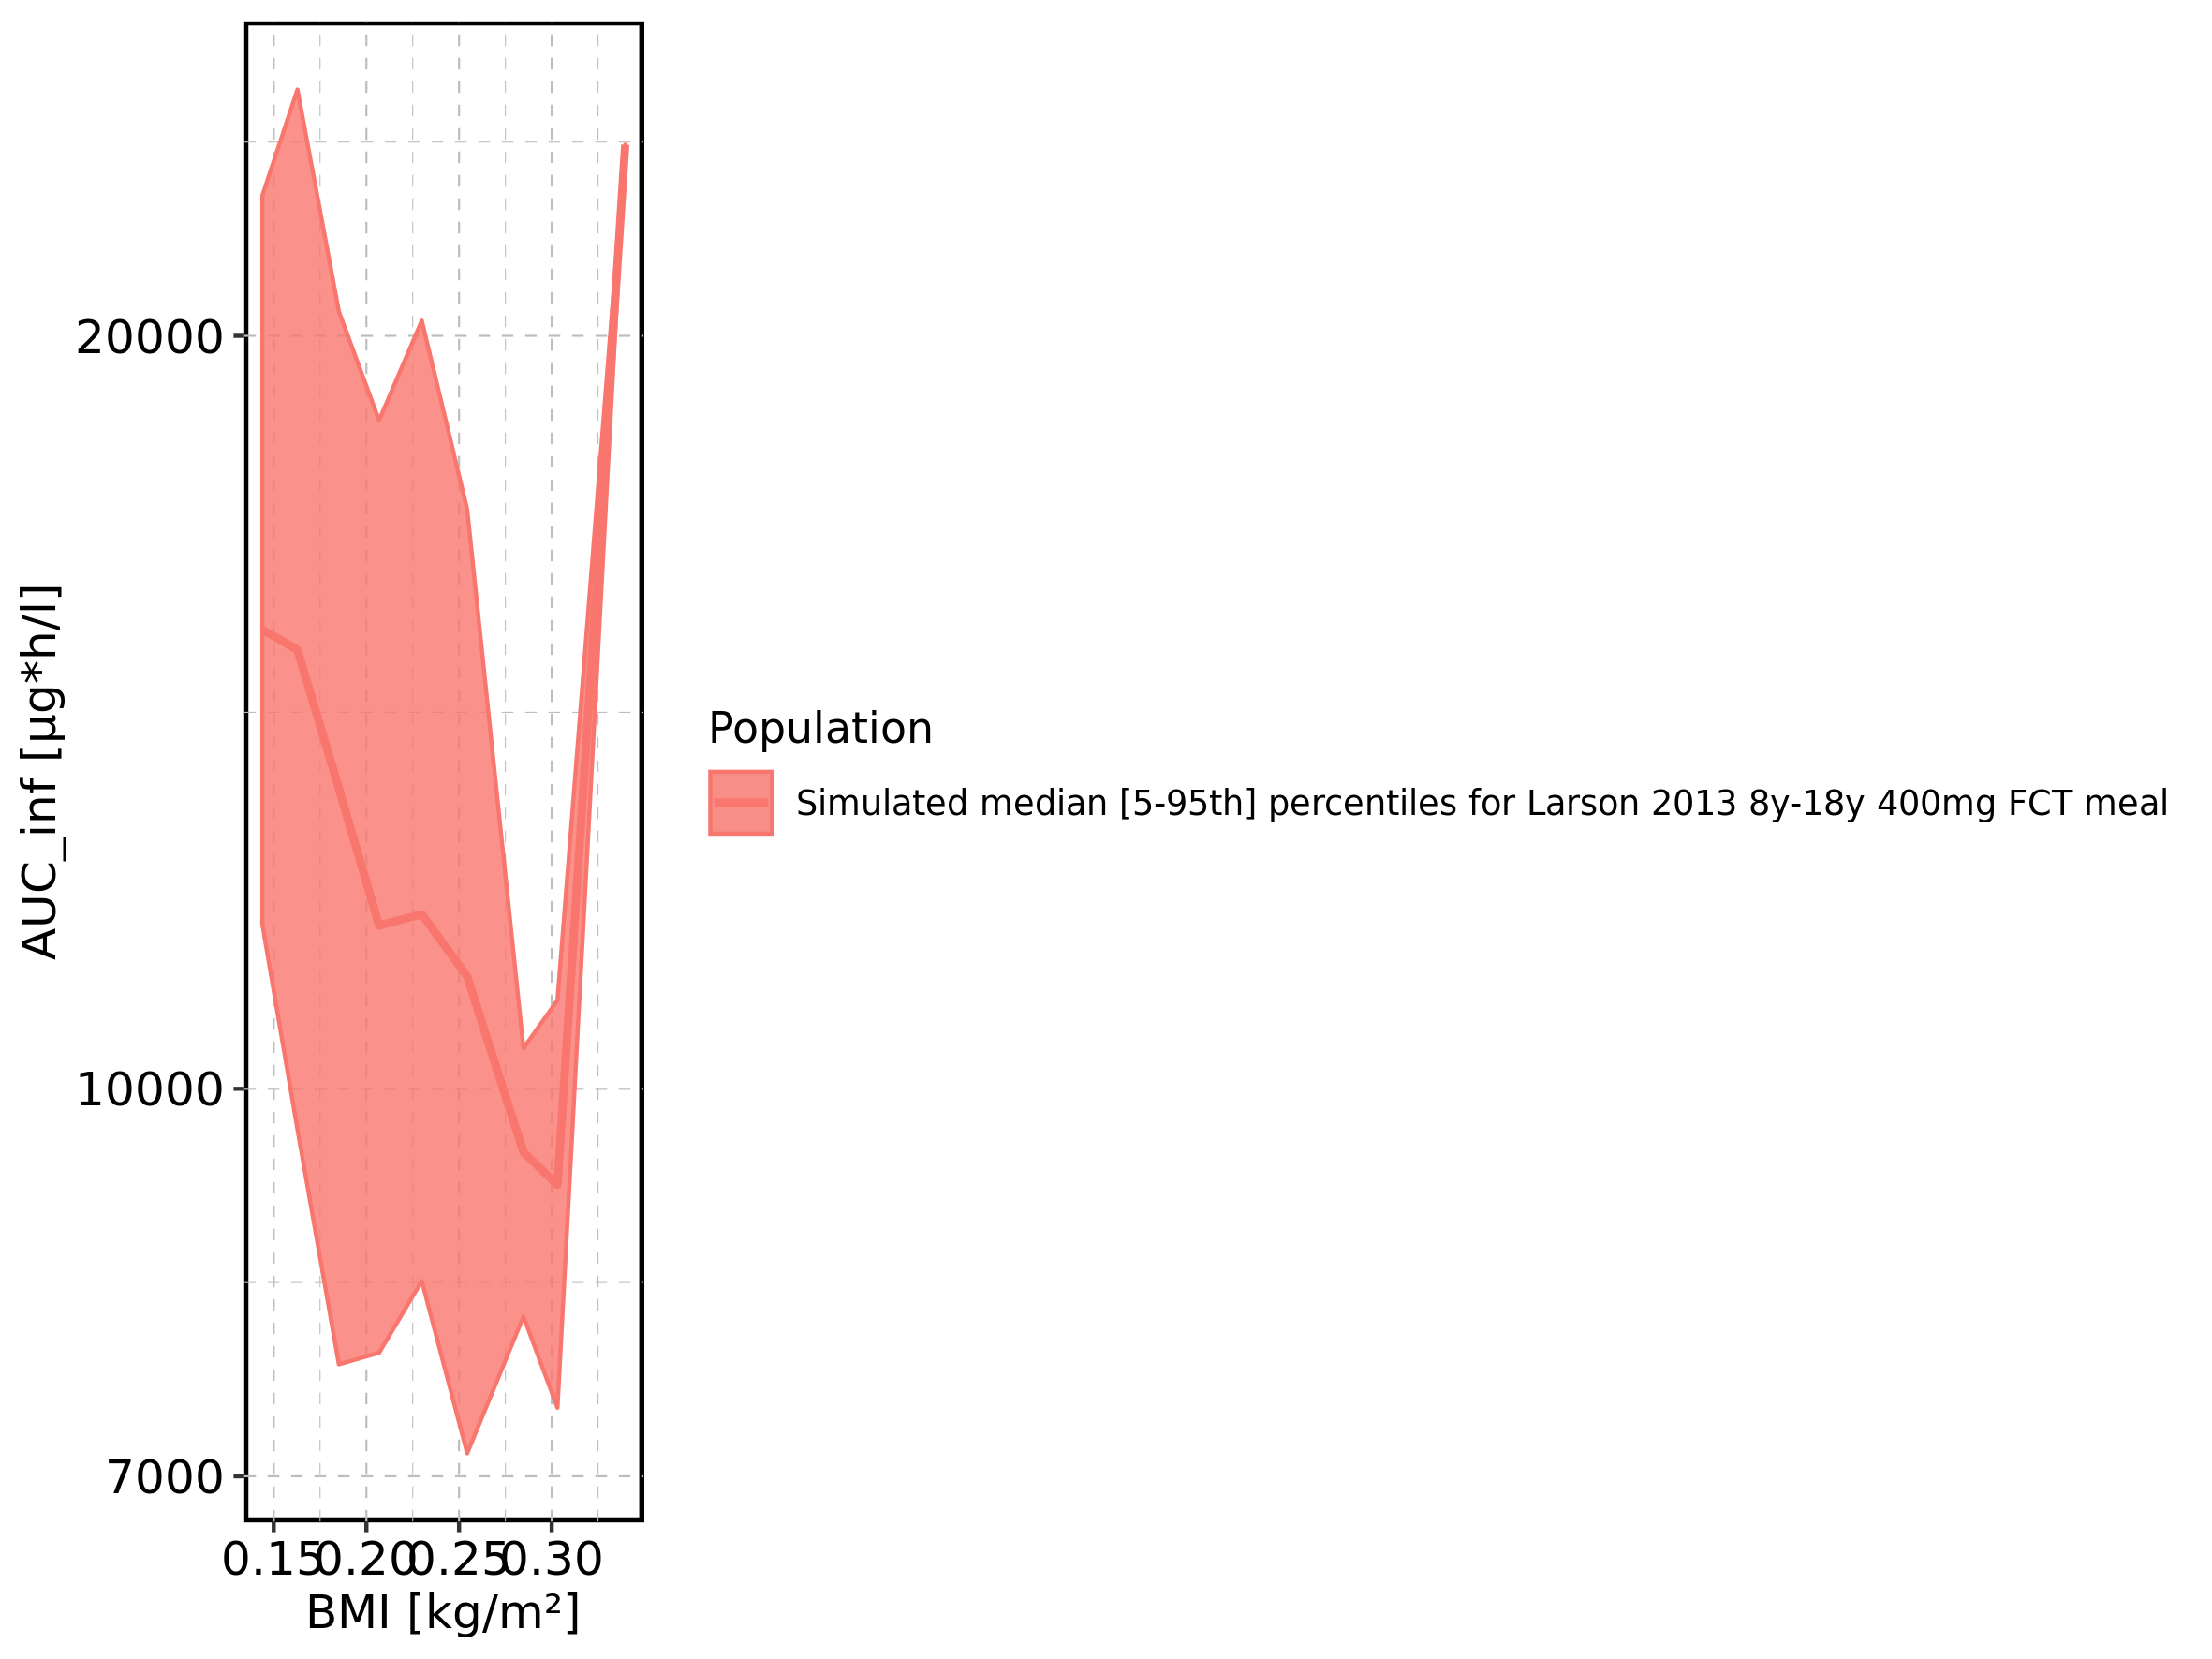 AUC_inf [µg*h/l]
20000
10000
7000
0.15 0.20 0.25 0.30
BMI [kg/m²]
Population
Simulated median [5-95th] percentiles for Larson 2013 8y-18y 400mg FCT meal